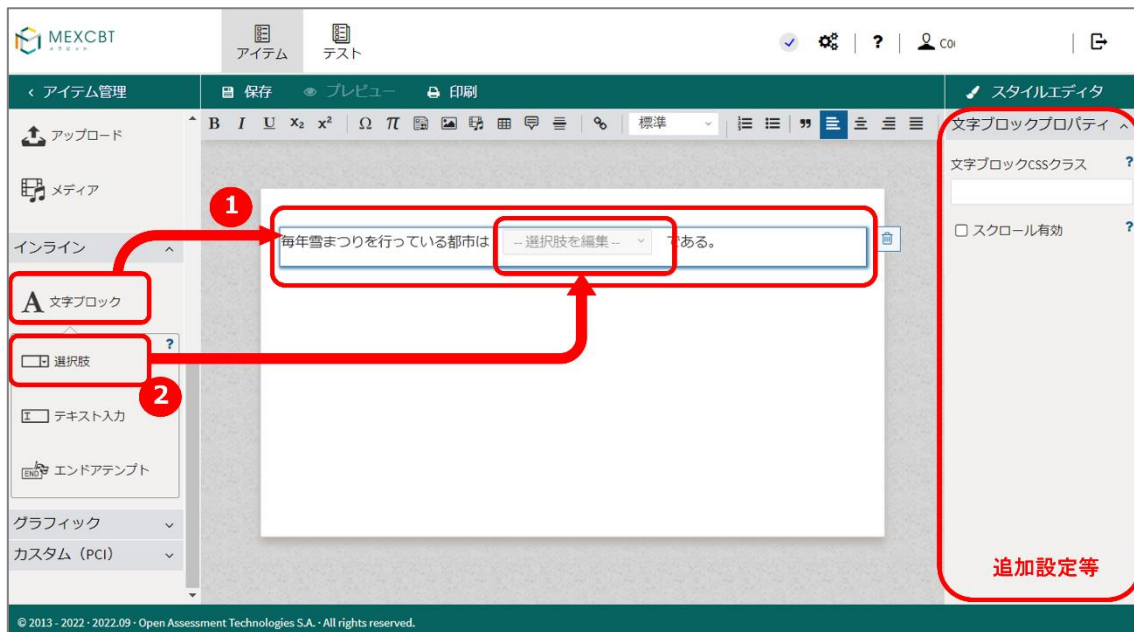 MEXCBT
メクビット
アイテム
テスト
?
co
アイテム管理
保存
プレビュー
印刷
スタイルエディタ
アップロード
メディア
インライン
文字ブロック
選択肢
?
テキスト入力
エンドアテンプト
グラフィック
カスタム（PCI）
B I U x₂ x² Ω π 標準
1
毎年雪まつりを行っている都市は -- 選択肢を編集 -- である。
2
文字ブロックプロパティ
文字ブロックCSSクラス ?
スクロール有効 ?
追加設定等
© 2013 - 2022 · 2022.09 · Open Assessment Technologies S.A. · All rights reserved.